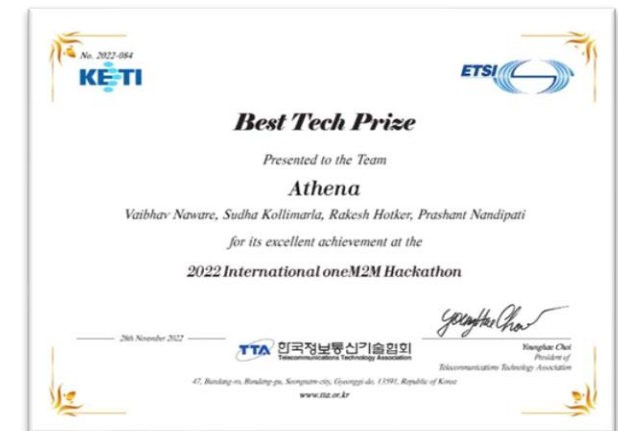 No. 2022-084
KETI
ETSI
Best Tech Prize
Presented to the Team
Athena
Vaibhav Naware, Sudha Kollimarla, Rakesh Hotker, Prashant Nandipati
for its excellent achievement at the
2022 International oneM2M Hackathon
28th November 2022
TTA 한국정보통신기술협회
Telecommunications Technology Association
Younghae Choi
President of
Telecommunications Technology Association
47, Bundang-ro, Bundang-gu, Seongnam-city, Gyeonggi-do, 13591, Republic of Korea
www.tta.or.kr